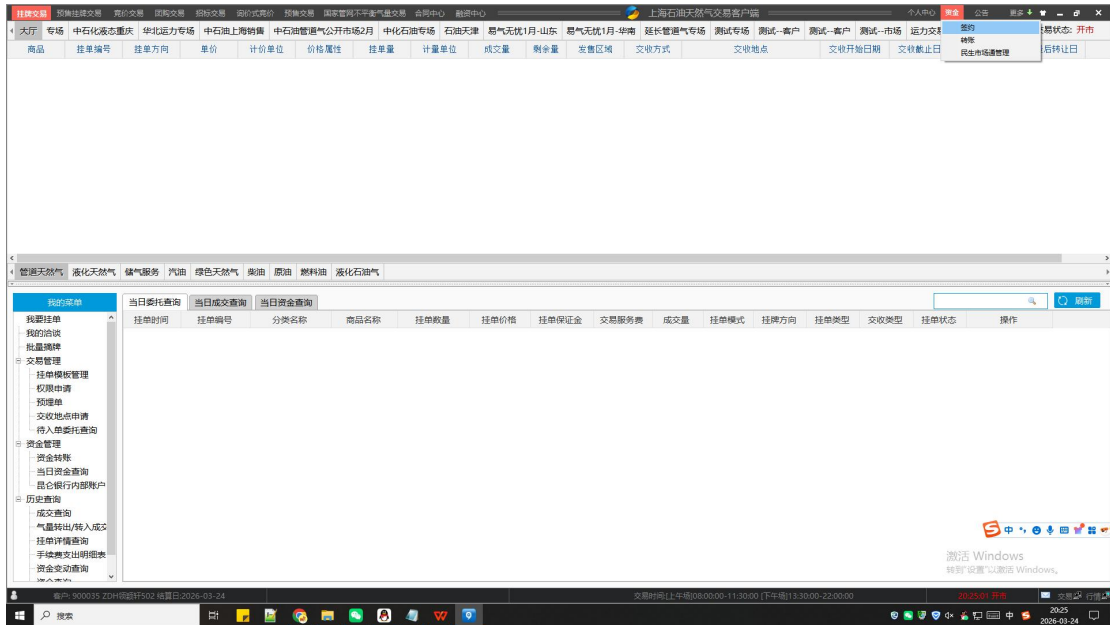 挂牌交易 预售挂牌交易 竞价交易 团购交易 招标交易 询价式竞价 预售交易 国家管网不平衡气量交易 合同中心 融资中心 上海石油天然气交易客户端 个人中心 资金 公告 更多
大厅 专场 中石化液态重庆 华北运力专场 中石油上海销售 中石油管道气公开市场2月 中化石油专场 石油天津 易气无忧1月-山东 易气无忧1月-华南 延长管道气专场 测试专场 测试--客户 测试--客户 测试--市场 运力交易 易状态: 开市
签约
转账
民生市场通管理
商品 挂单编号 挂单方向 单价 计价单位 价格属性 挂单量 计量单位 成交量 剩余量 发售区域 交收方式 交收地点 交收开始日期 交收截止日 后转让日
管道天然气 液化天然气 储气服务 汽油 绿色天然气 柴油 原油 燃料油 液化石油气
我的菜单 当日委托查询 当日成交查询 当日资金查询 刷新
挂单时间 挂单编号 分类名称 商品名称 挂单数量 挂单价格 挂单保证金 交易服务费 成交量 挂单模式 挂牌方向 挂单类型 交收类型 挂单状态 操作
我要挂单
我的洽谈
批量摘牌
交易管理
挂单模板管理
权限申请
预埋单
交收地点申请
待入单委托查询
资金管理
资金转账
当日资金查询
昆仑银行内部账户
历史查询
成交查询
气量转出/转入成交
挂单详情查询
手续费支出明细表
资金变动查询
中
激活 Windows
转到"设置"以激活 Windows。
客户: 900035 ZDH 502 结算日:2026-03-24 交易时间:[上午场]08:00:00-11:30:00 [下午场]13:30:00-22:00:00 20:25:01 开市 交易 行情
搜索 中 20:25
2026-03-24